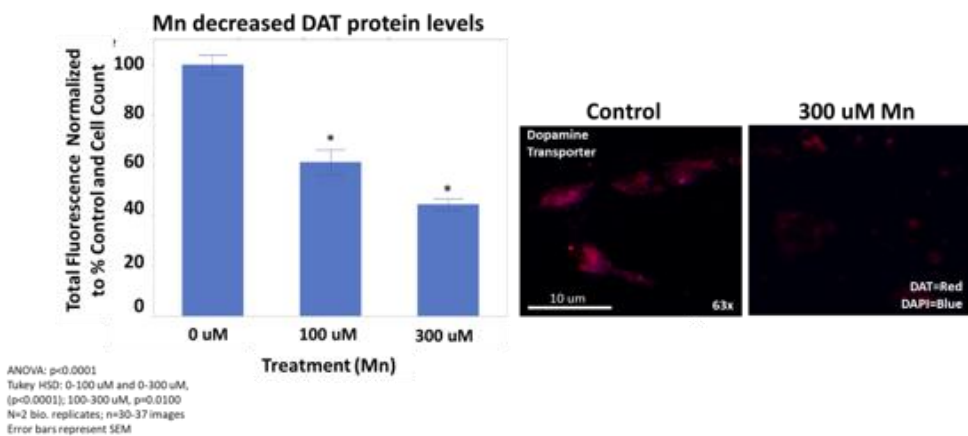 Mn decreased DAT protein levels
Total Fluorescence Normalized
to % Control and Cell Count
100
80
60
40
20
0
*
*
0 uM
100 uM
300 uM
Treatment (Mn)
Control
300 uM Mn
Dopamine
Transporter
10 um
63x
DAT=Red
DAPI=Blue
ANOVA: p<0.0001
Tukey HSD: 0-100 uM and 0-300 uM,
(p<0.0001); 100-300 uM, p=0.0100
N=2 bio. replicates; n=30-37 images
Error bars represent SEM